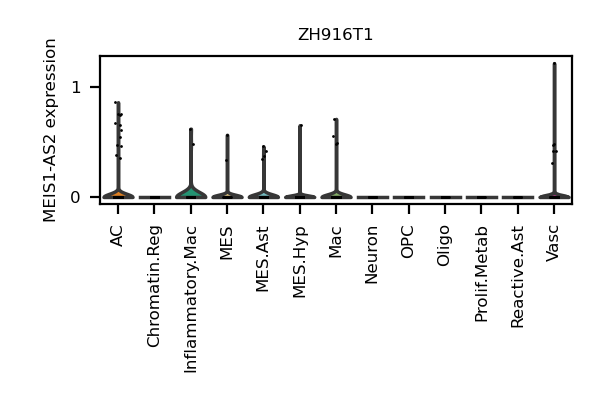 ZH916T1
MEIS1-AS2 expression
1
0
AC
Chromatin.Reg
Inflammatory.Mac
MES
MES.Ast
MES.Hyp
Mac
Neuron
OPC
Oligo
Prolif.Metab
Reactive.Ast
Vasc